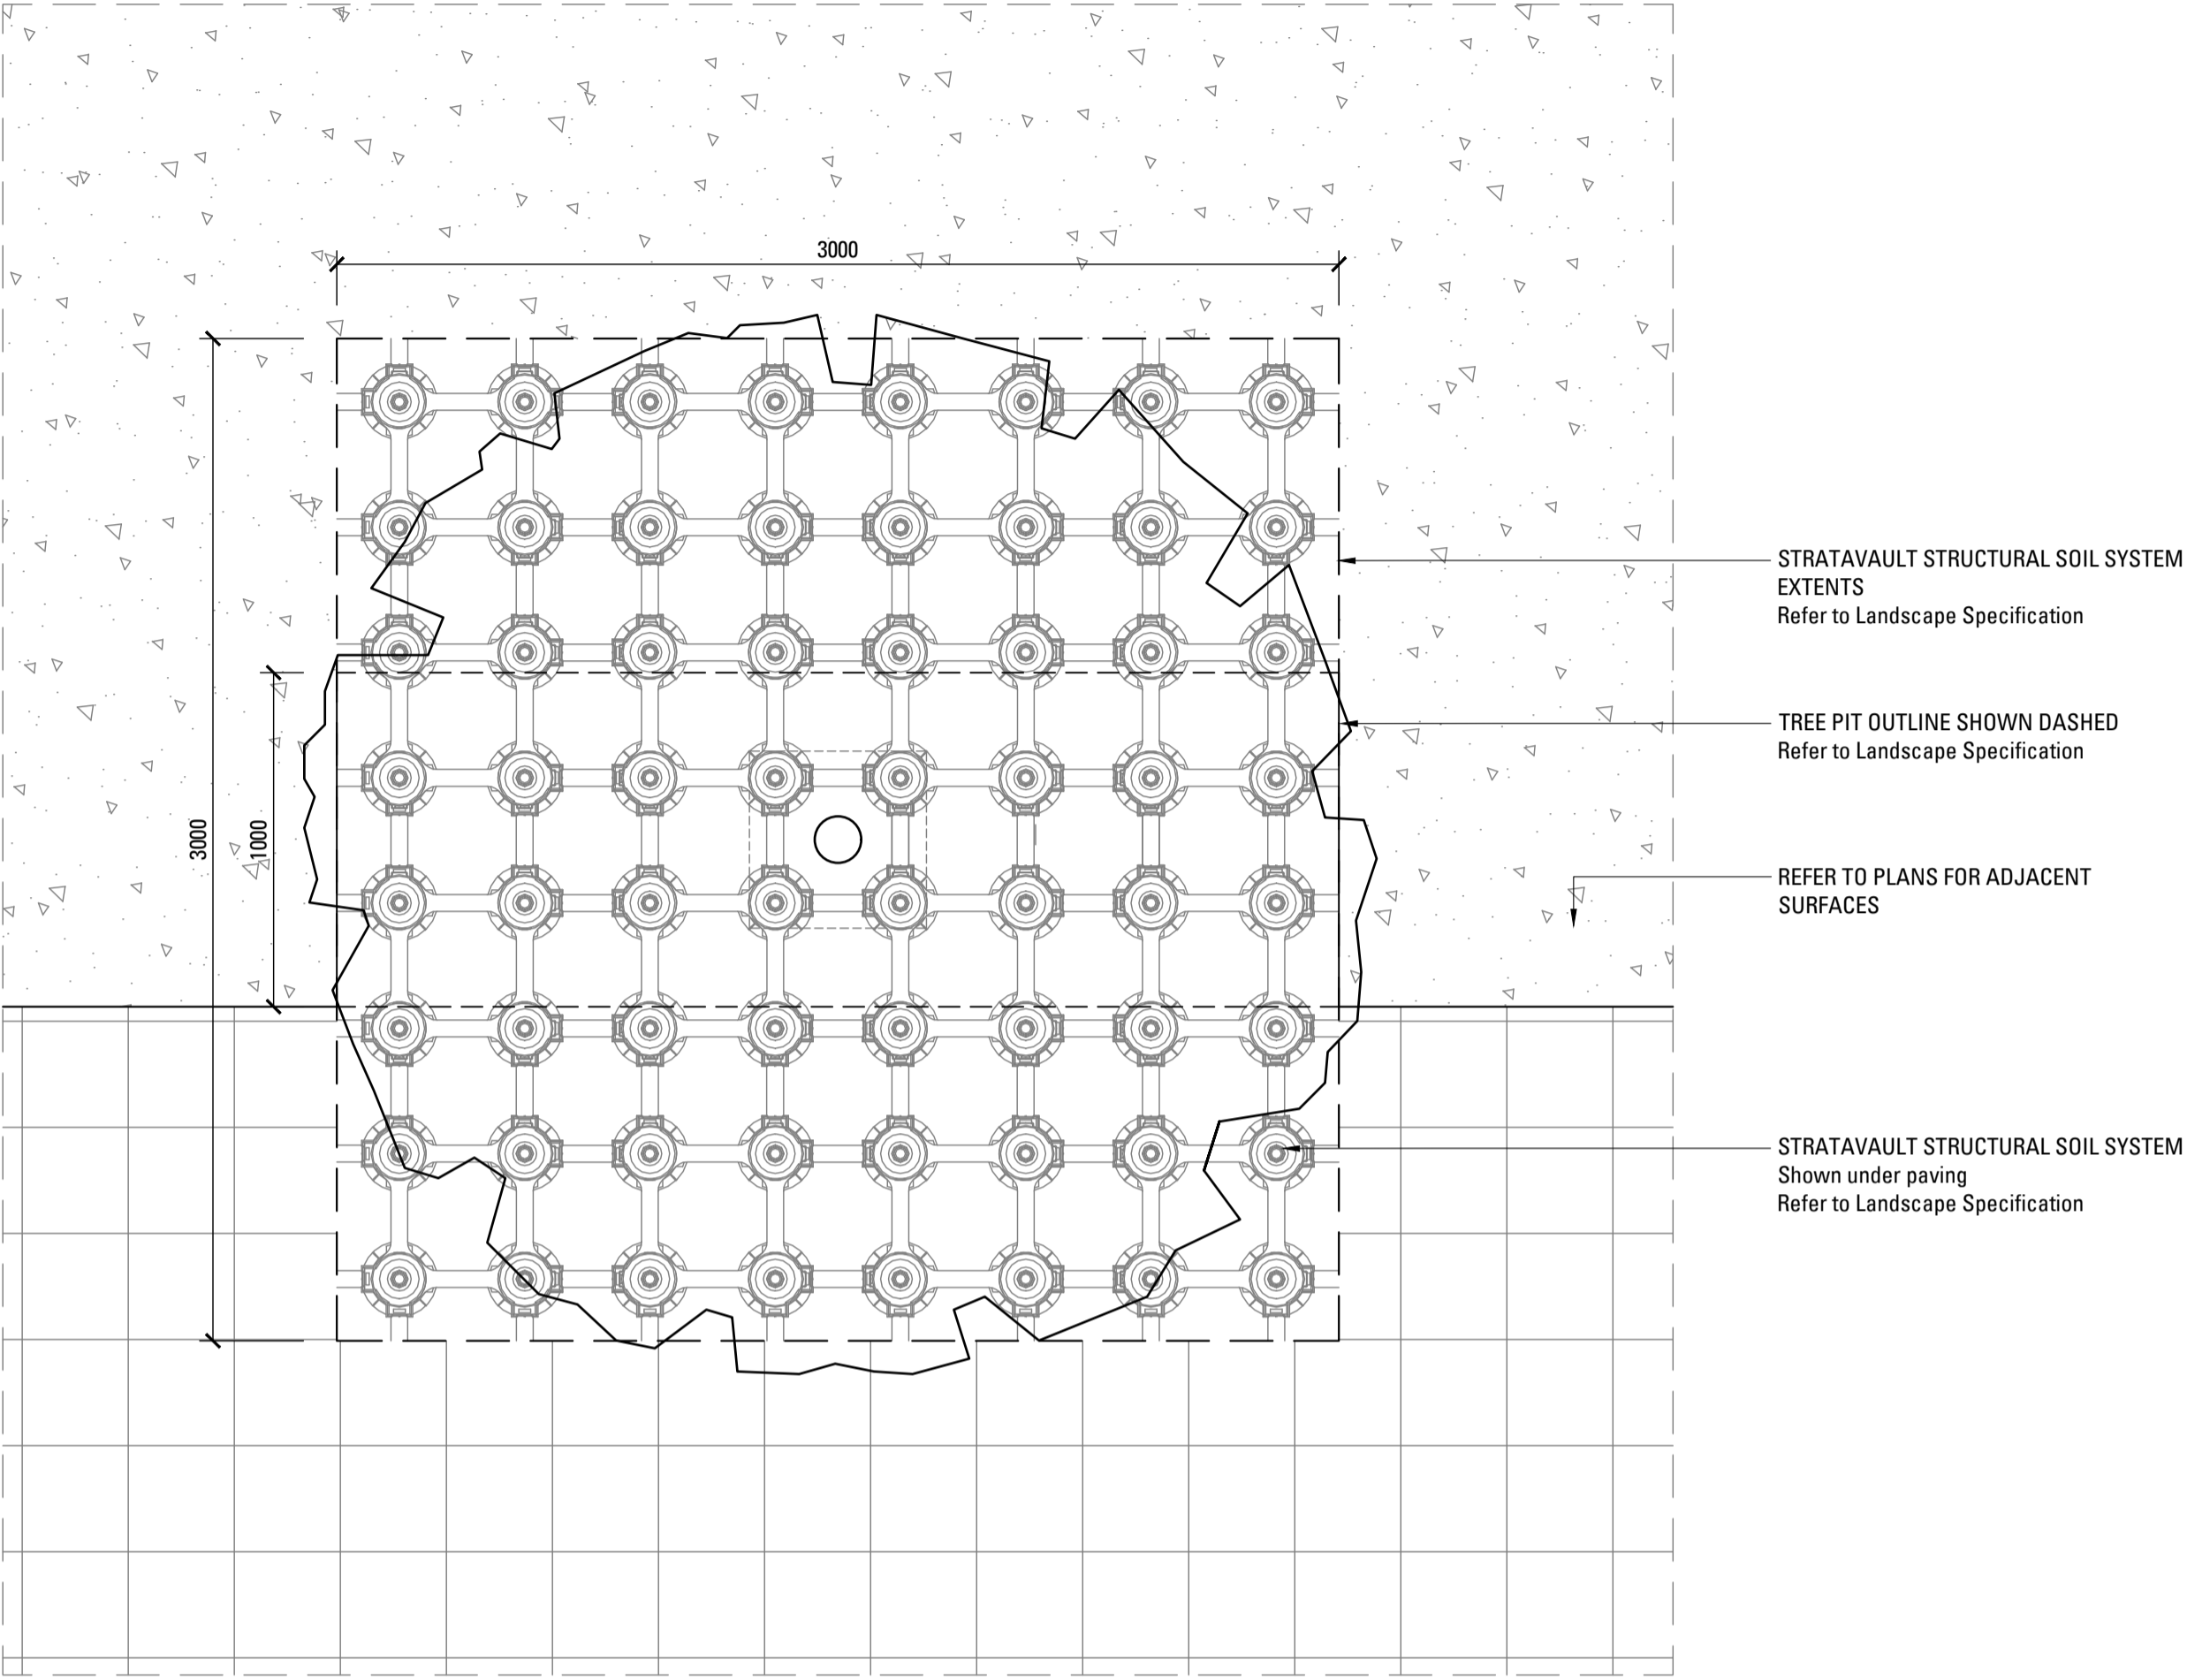 3000
STRATAVAULT STRUCTURAL SOIL SYSTEM
EXTENTS
Refer to Landscape Specification
TREE PIT OUTLINE SHOWN DASHED
Refer to Landscape Specification
3000
1000
REFER TO PLANS FOR ADJACENT
SURFACES
STRATAVAULT STRUCTURAL SOIL SYSTEM
Shown under paving
Refer to Landscape Specification